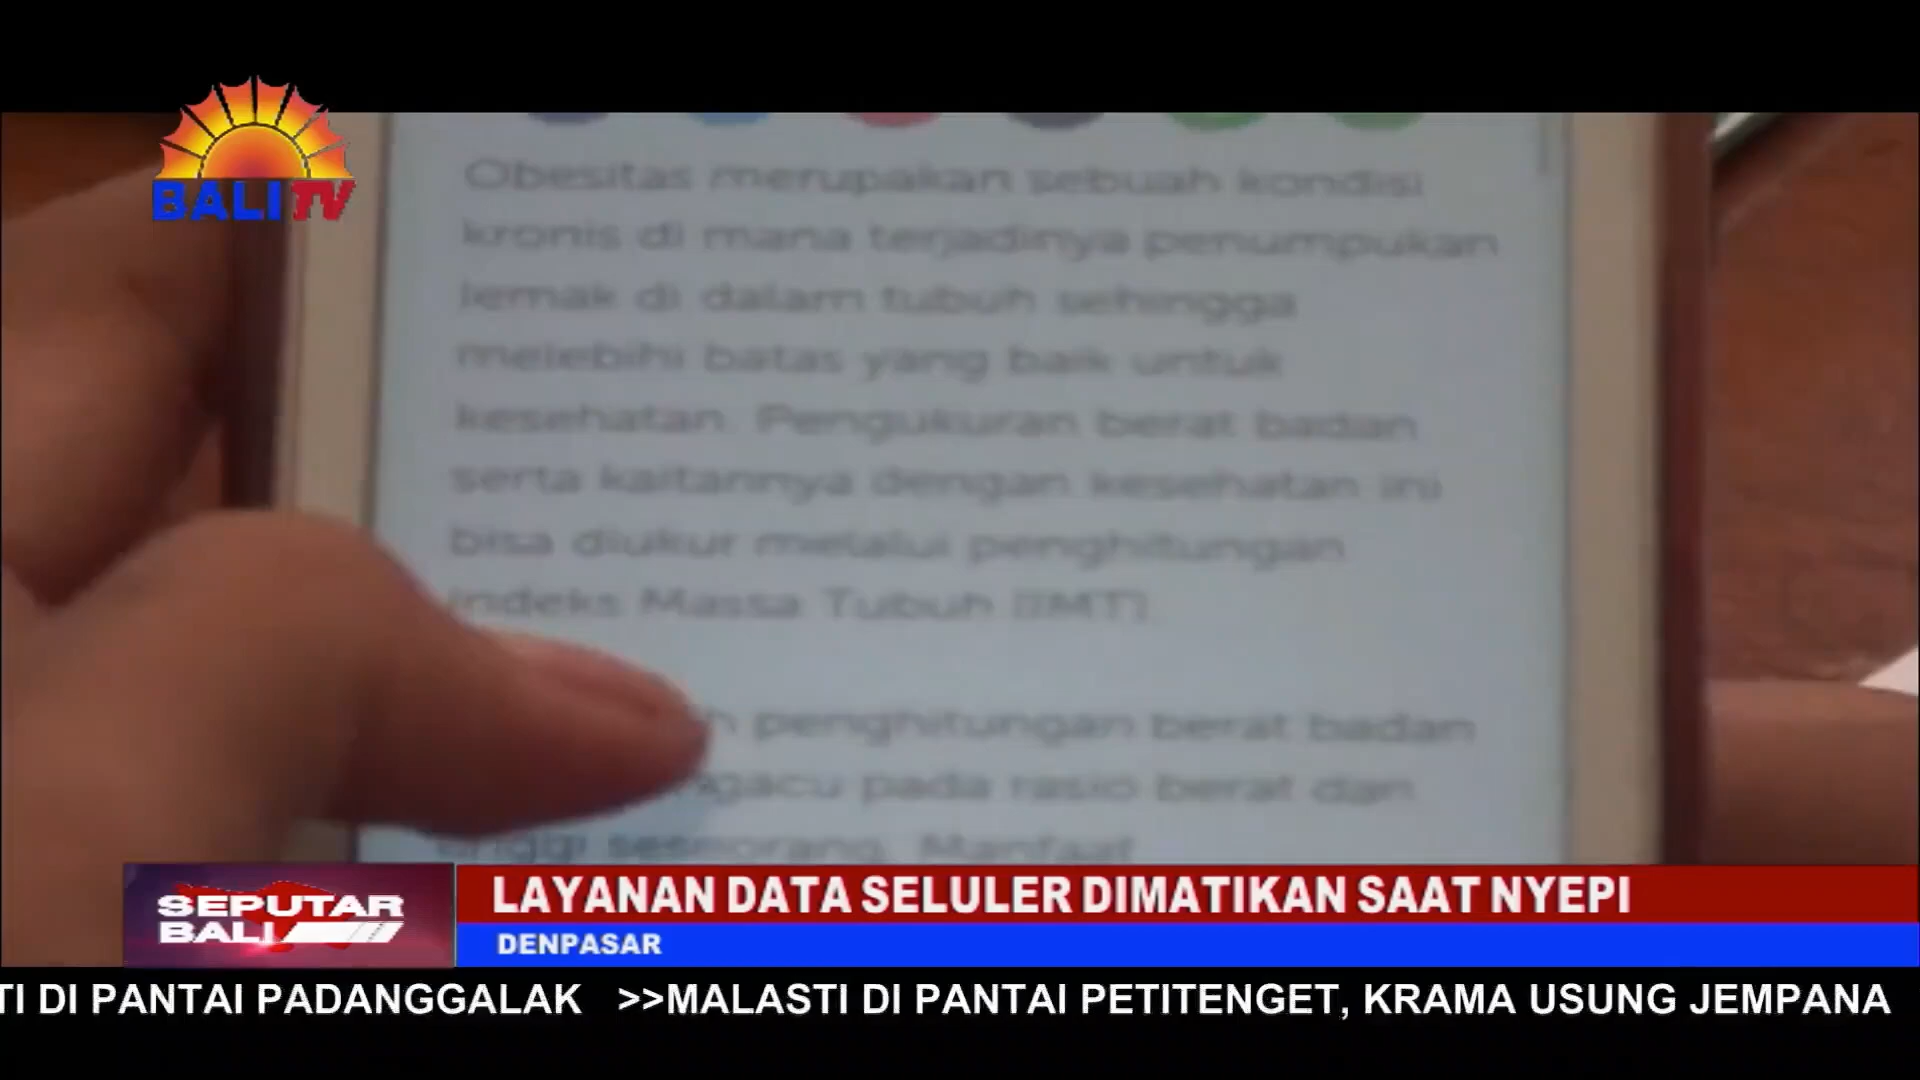 BALI TV
Obesitas merupakan sebuah kondisi
kronis di mana terjadinya penumpukan
lemak di dalam tubuh sehingga
melebihi batas yang baik untuk
kesehatan. Pengukuran berat badan
serta kaitannya dengan kesehatan ini
bisa diukur melalui penghitungan
Indeks Massa Tubuh (IMT).
penghitungan berat badan
pada rasio berat dan
seseorang. Manfaat
SEPUTAR
BALI
LAYANAN DATA SELULER DIMATIKAN SAAT NYEPI
DENPASAR
TI DI PANTAI PADANGGALAK >>MALASTI DI PANTAI PETITENGET, KRAMA USUNG JEMPANA